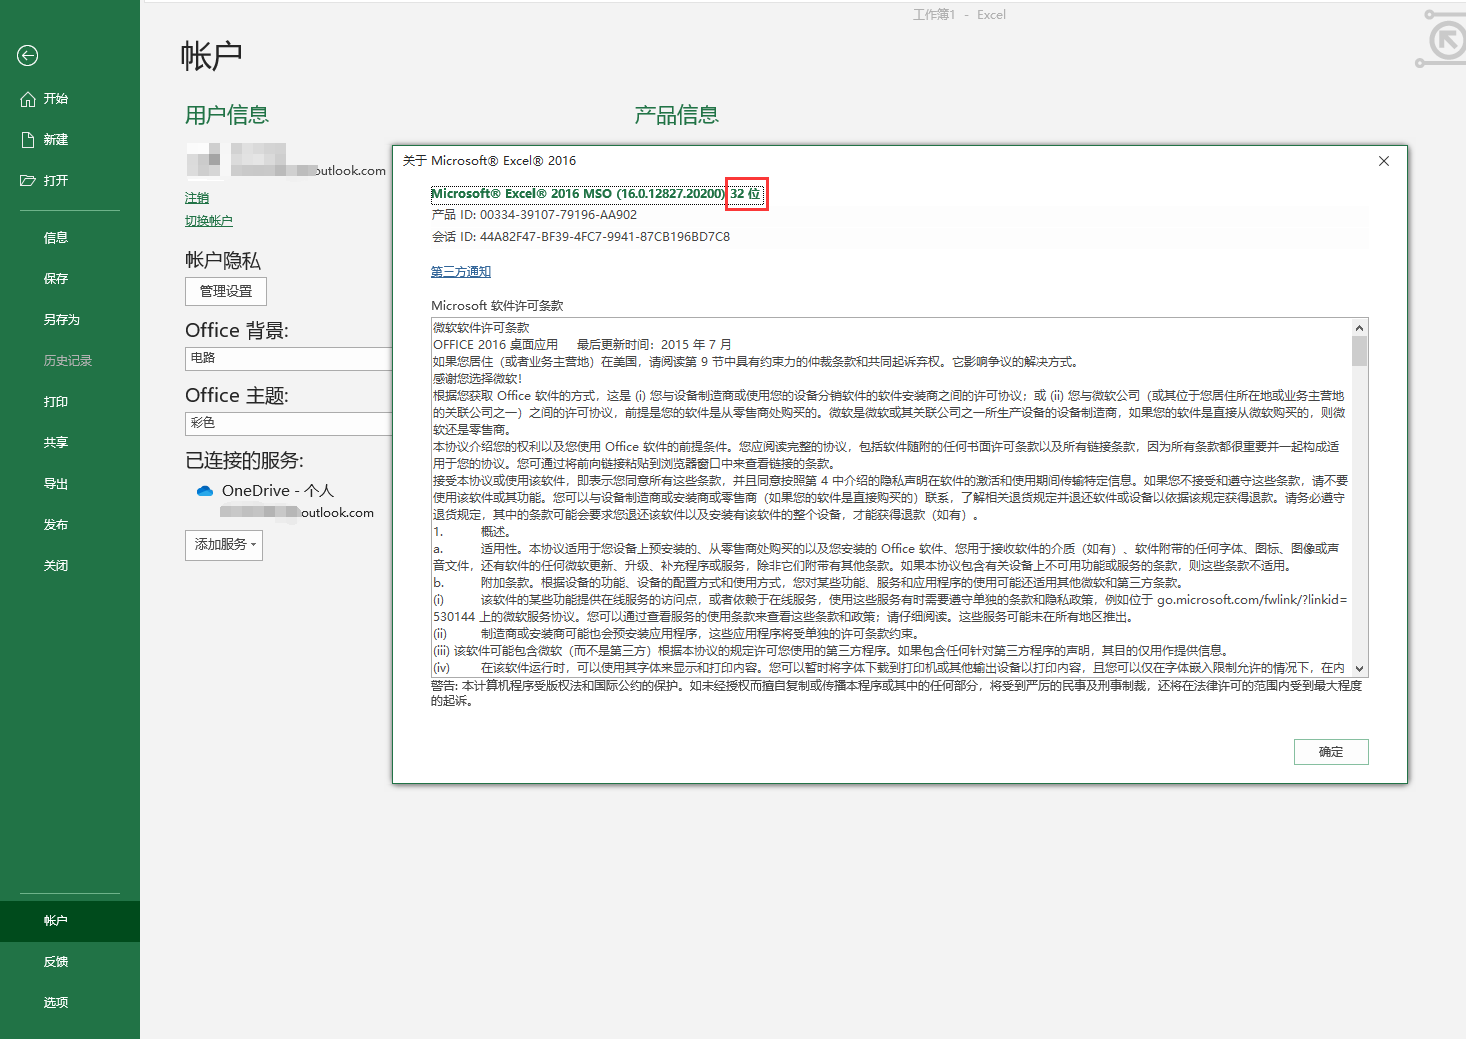 工作簿1 - Excel
帐户
开始
新建
打开
信息
保存
另存为
历史记录
打印
共享
导出
发布
关闭
帐户
反馈
选项
用户信息
outlook.com
注销
切换帐户
帐户隐私
管理设置
Office 背景:
电路
Office 主题:
彩色
已连接的服务:
OneDrive - 个人
outlook.com
添加服务
产品信息
关于 Microsoft® Excel® 2016
Microsoft® Excel® 2016 MSO (16.0.12827.20200) 32 位
产品 ID: 00334-39107-79196-AA902
会话 ID: 44A82F47-BF39-4FC7-9941-87CB196BD7C8
第三方通知
Microsoft 软件许可条款
微软软件许可条款
OFFICE 2016 桌面应用 最后更新时间：2015 年 7 月
如果您居住（或者业务主营地）在美国，请阅读第 9 节中具有约束力的仲裁条款和共同起诉弃权。它影响争议的解决方式。
感谢您选择微软！
根据您获取 Office 软件的方式，这是 (i) 您与设备制造商或使用您的设备分销软件的软件安装商之间的许可协议；或 (ii) 您与微软公司（或其位于您居住所在地或业务主营地
的关联公司之一）之间的许可协议，前提是您的软件是从零售商处购买的。微软是微软或其关联公司之一所生产设备的设备制造商，如果您的软件是直接从微软购买的，则微
软还是零售商。
本协议介绍您的权利以及您使用 Office 软件的前提条件。您应阅读完整的协议，包括软件随附的任何书面许可条款以及所有链接条款，因为所有条款都很重要并一起构成适
用于您的协议。您可通过将前向链接粘贴到浏览器窗口中来查看链接的条款。
接受本协议或使用该软件，即表示您同意所有这些条款，并且同意按照第 4 中介绍的隐私声明在软件的激活和使用期间传输特定信息。如果您不接受和遵守这些条款，请不要
使用该软件或其功能。您可以与设备制造商或安装商或零售商（如果您的软件是直接购买的）联系，了解相关退货规定并退还软件或设备以依据该规定获得退款。请务必遵守
退货规定，其中的条款可能会要求您退还该软件以及安装有该软件的整个设备，才能获得退款（如有）。
1. 概述。
a. 适用性。本协议适用于您设备上预安装的、从零售商处购买的以及您安装的 Office 软件、您用于接收软件的介质（如有）、软件附带的任何字体、图标、图像或声
音文件，还有软件的任何微软更新、升级、补充程序或服务，除非它们附带有其他条款。如果本协议包含有关设备上不可用功能或服务的条款，则这些条款不适用。
b. 附加条款。根据设备的功能、设备的配置方式和使用方式，您对某些功能、服务和应用程序的使用可能还适用其他微软和第三方条款。
(i) 该软件的某些功能提供在线服务的访问点，或者依赖于在线服务，使用这些服务有时需要遵守单独的条款和隐私政策，例如位于 go.microsoft.com/fwlink/?linkid=
530144 上的微软服务协议。您可以通过查看服务的使用条款来查看这些条款和政策；请仔细阅读。这些服务可能未在所有地区推出。
(ii) 制造商或安装商可能也会预安装应用程序，这些应用程序将受单独的许可条款约束。
(iii) 该软件可能包含微软（而不是第三方）根据本协议的规定许可您使用的第三方程序。如果包含任何针对第三方程序的声明，其目的仅用作提供信息。
(iv) 在该软件运行时，可以使用其字体来显示和打印内容。您可以暂时将字体下载到打印机或其他输出设备以打印内容，且您可以仅在字体嵌入限制允许的情况下，在内
警告: 本计算机程序受版权法和国际公约的保护。如未经授权而擅自复制或传播本程序或其中的任何部分，将受到严厉的民事及刑事制裁，还将在法律许可的范围内受到最大程度
的起诉。
确定